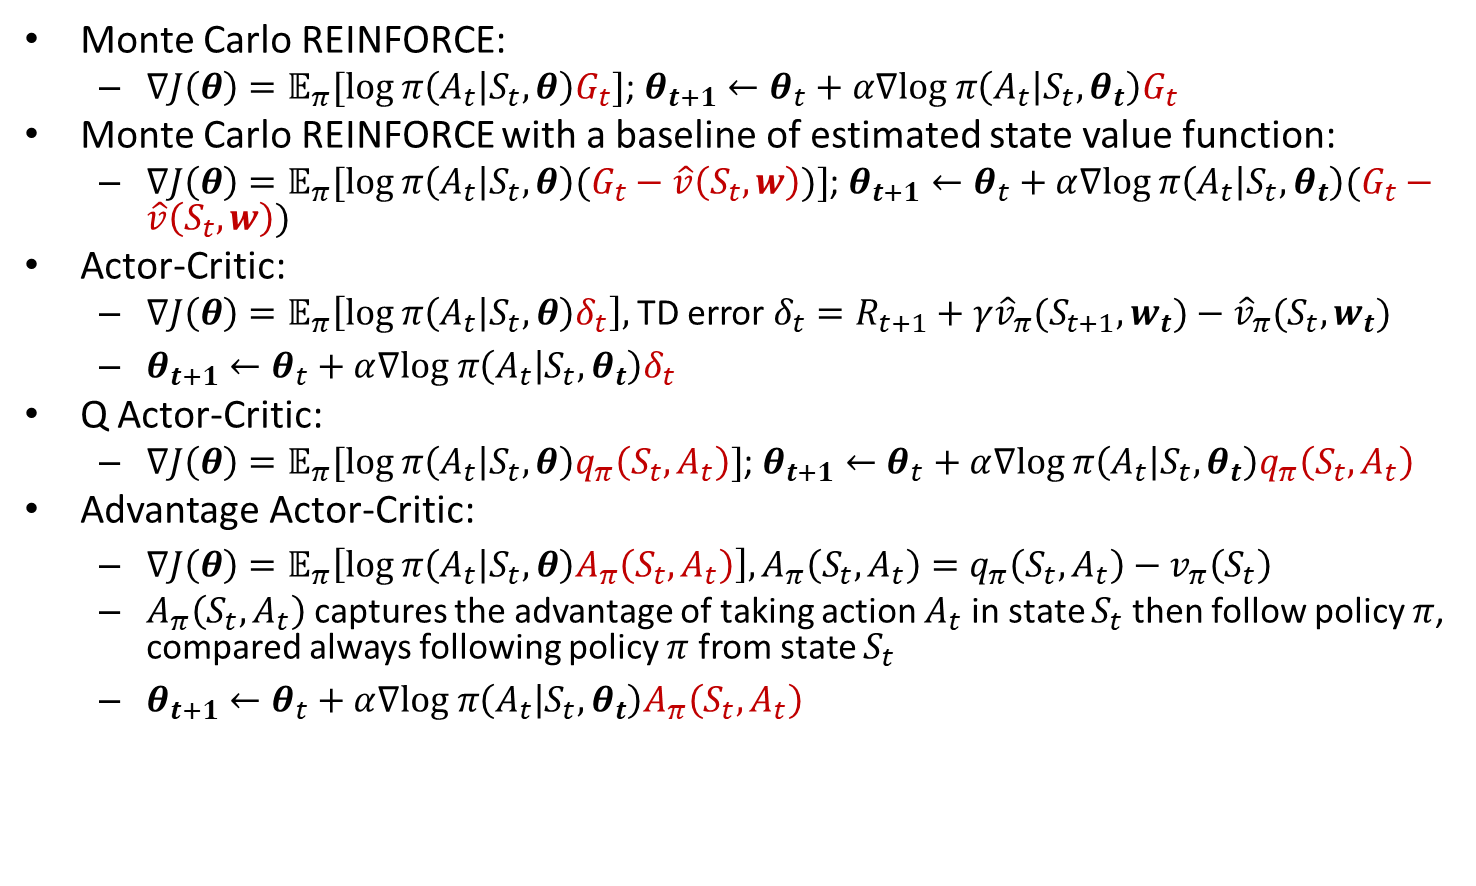 • Monte Carlo REINFORCE:
– ∇J(θ) = 𝔼π[log π(At|St, θ)Gt]; θt+1 ← θt + α∇log π(At|St, θt)Gt
• Monte Carlo REINFORCE with a baseline of estimated state value function:
– ∇J(θ) = 𝔼π[log π(At|St, θ)(Gt − v̂(St, w))]; θt+1 ← θt + α∇log π(At|St, θt)(Gt −
v̂(St, w))
• Actor-Critic:
– ∇J(θ) = 𝔼π[log π(At|St, θ)δt], TD error δt = Rt+1 + γv̂π(St+1, wt) − v̂π(St, wt)
– θt+1 ← θt + α∇log π(At|St, θt)δt
• Q Actor-Critic:
– ∇J(θ) = 𝔼π[log π(At|St, θ)qπ(St, At)]; θt+1 ← θt + α∇log π(At|St, θt)qπ(St, At)
• Advantage Actor-Critic:
– ∇J(θ) = 𝔼π[log π(At|St, θ)Aπ(St, At)], Aπ(St, At) = qπ(St, At) − vπ(St)
– Aπ(St, At) captures the advantage of taking action At in state St then follow policy π,
compared always following policy π from state St
– θt+1 ← θt + α∇log π(At|St, θt)Aπ(St, At)